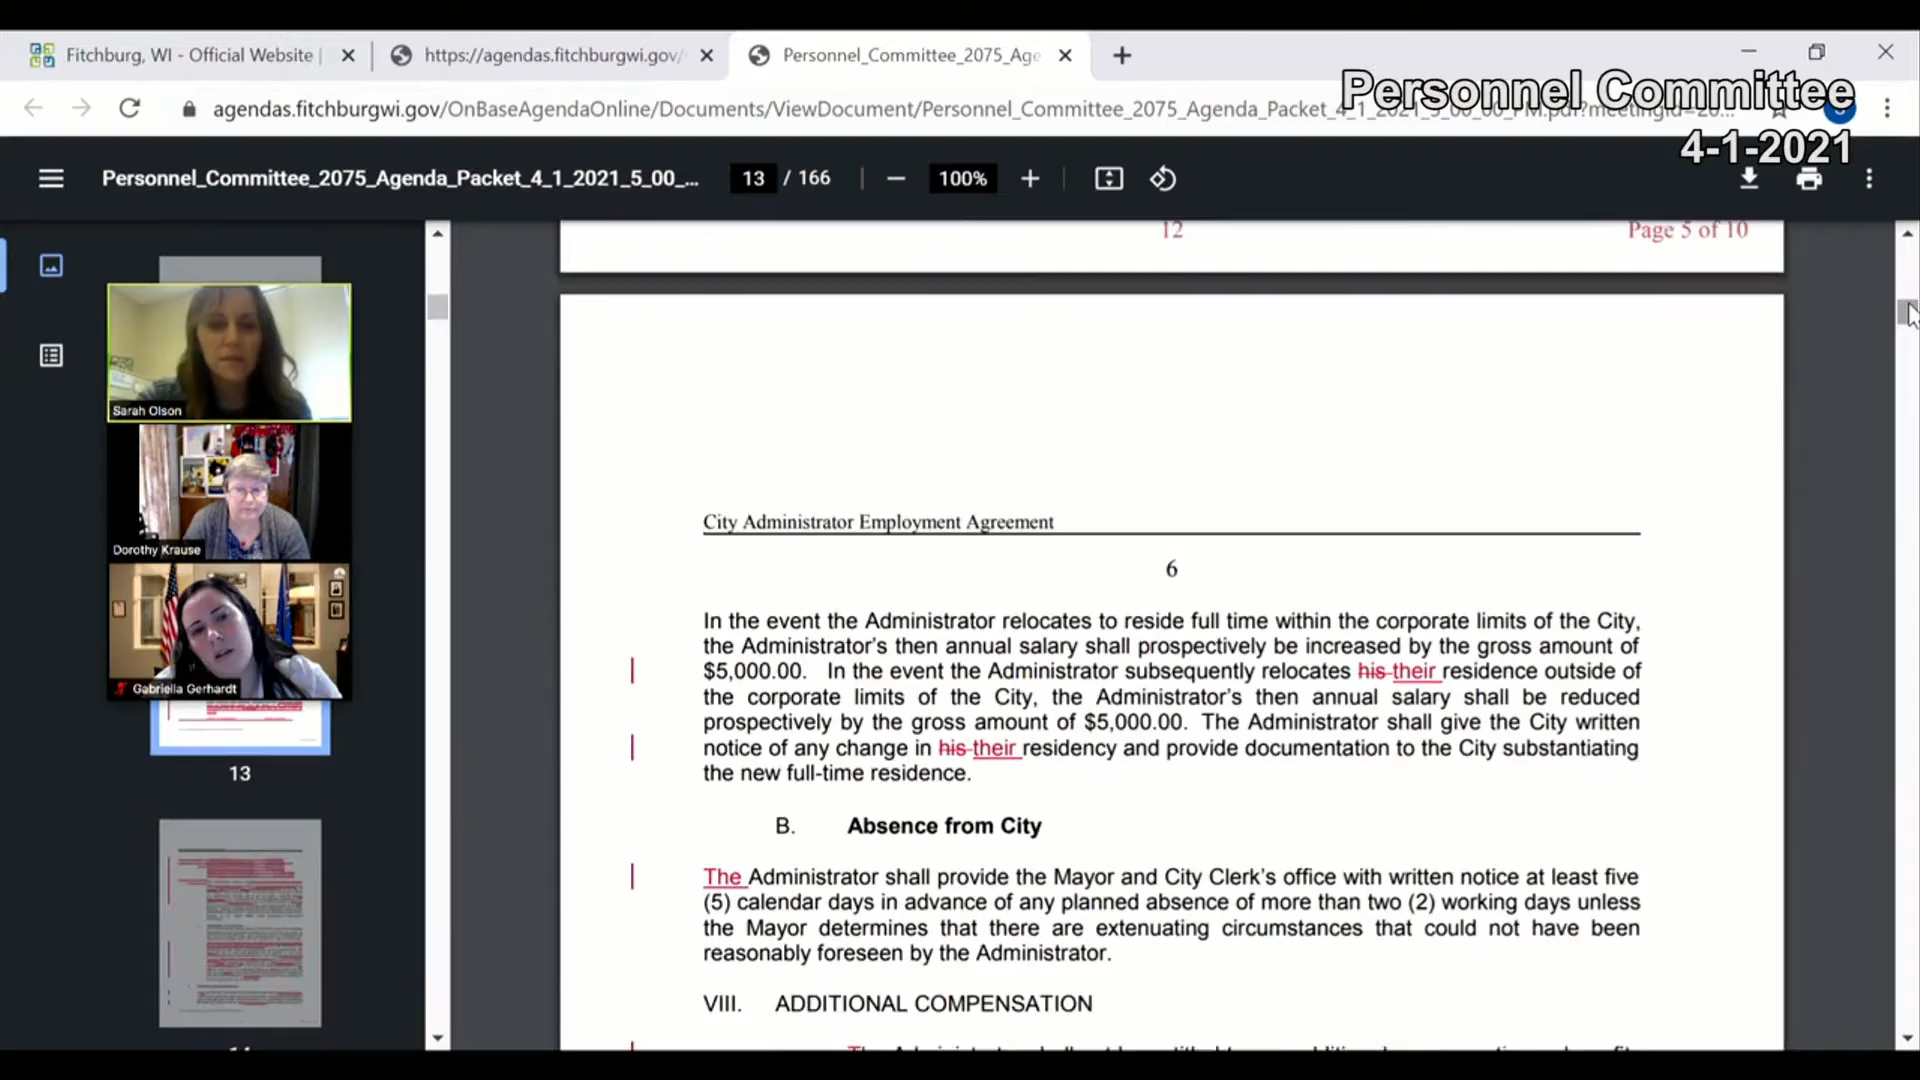 Fitchburg, WI - Official Website |
https://agendas.fitchburgwi.gov/
Personnel_Committee_2075_Age
agendas.fitchburgwi.gov/OnBaseAgendaOnline/Documents/ViewDocument/Personnel_Committee_2075_Agenda_Packet_4_1_2021_5_00_00_PM.pdf?meetingId=20...
Personnel Committee
4-1-2021
Personnel_Committee_2075_Agenda_Packet_4_1_2021_5_00_...
13 / 166
100%
12
Page 5 of 10
Sarah Olson
Dorothy Krause
Gabriella Gerhardt
13
City Administrator Employment Agreement
6
In the event the Administrator relocates to reside full time within the corporate limits of the City,
the Administrator's then annual salary shall prospectively be increased by the gross amount of
$5,000.00. In the event the Administrator subsequently relocates his their residence outside of
the corporate limits of the City, the Administrator's then annual salary shall be reduced
prospectively by the gross amount of $5,000.00. The Administrator shall give the City written
notice of any change in his their residency and provide documentation to the City substantiating
the new full-time residence.
B. Absence from City
The Administrator shall provide the Mayor and City Clerk's office with written notice at least five
(5) calendar days in advance of any planned absence of more than two (2) working days unless
the Mayor determines that there are extenuating circumstances that could not have been
reasonably foreseen by the Administrator.
VIII. ADDITIONAL COMPENSATION